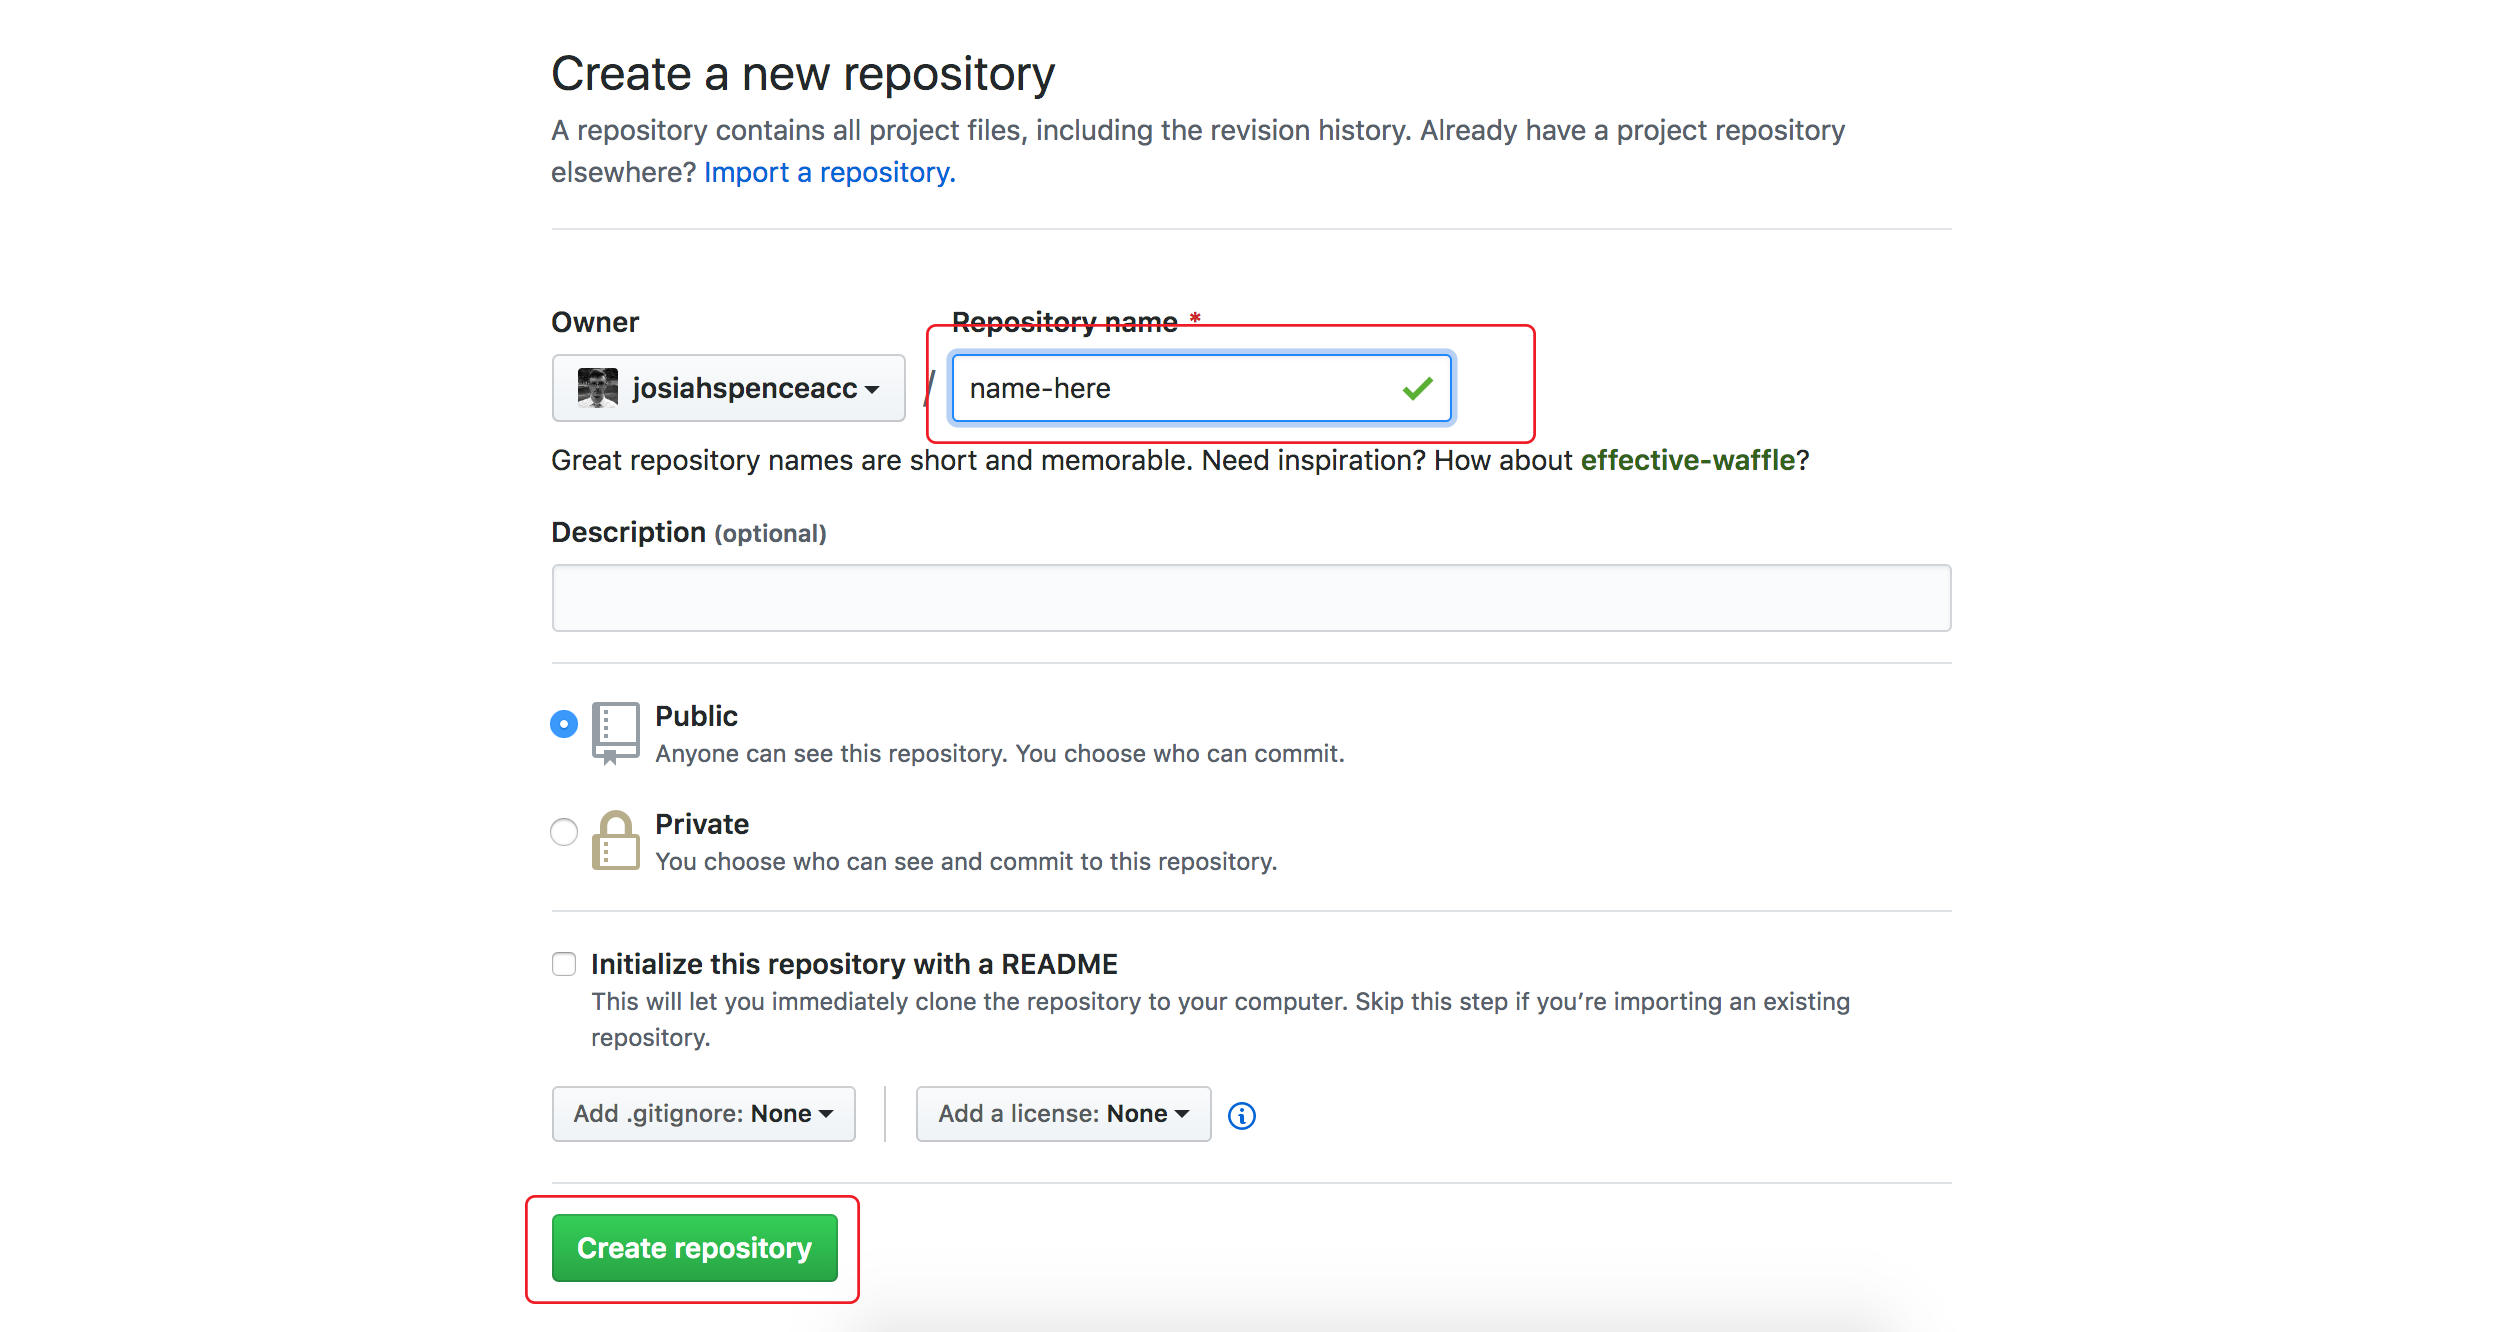 Create a new repository
A repository contains all project files, including the revision history. Already have a project repository
elsewhere? Import a repository.
Owner
Repository name *
josiahspenceacc
/
name-here
Great repository names are short and memorable. Need inspiration? How about effective-waffle?
Description (optional)
Public
Anyone can see this repository. You choose who can commit.
Private
You choose who can see and commit to this repository.
Initialize this repository with a README
This will let you immediately clone the repository to your computer. Skip this step if you’re importing an existing
repository.
Add .gitignore: None
Add a license: None
Create repository